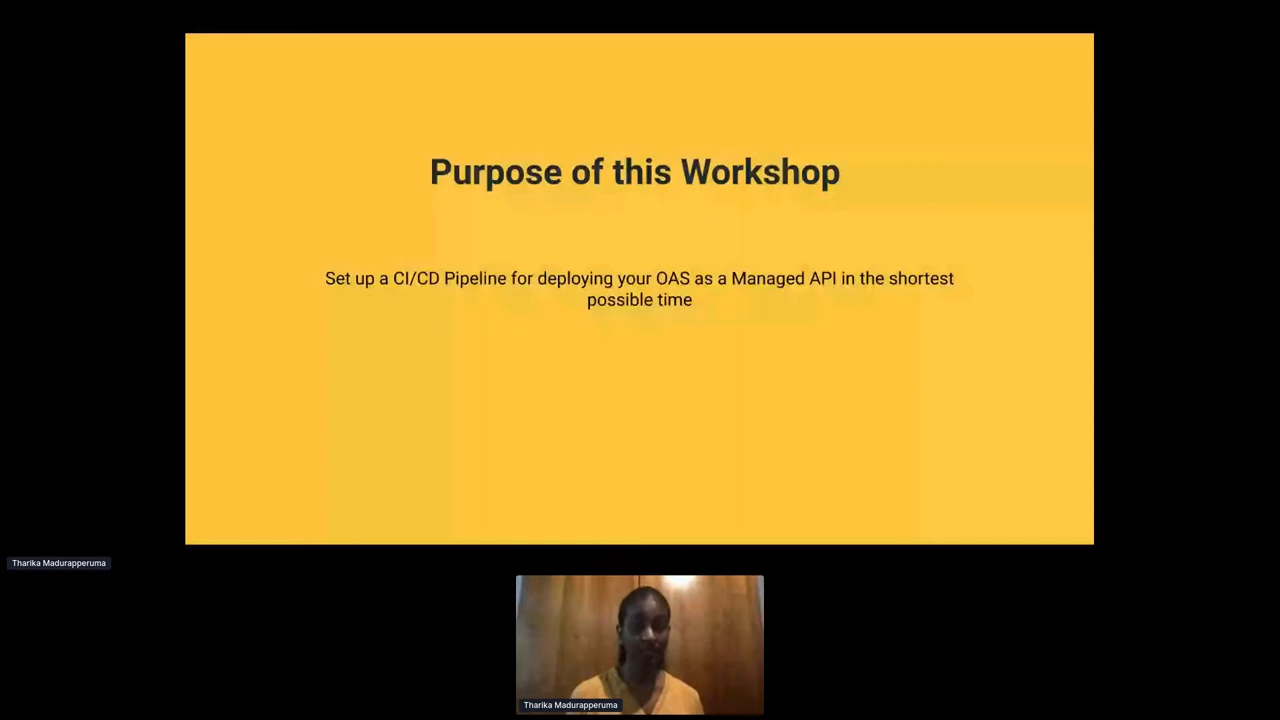 Purpose of this Workshop
Set up a CI/CD Pipeline for deploying your OAS as a Managed API in the shortest
possible time
Tharika Madurapperuma
Tharika Madurapperuma